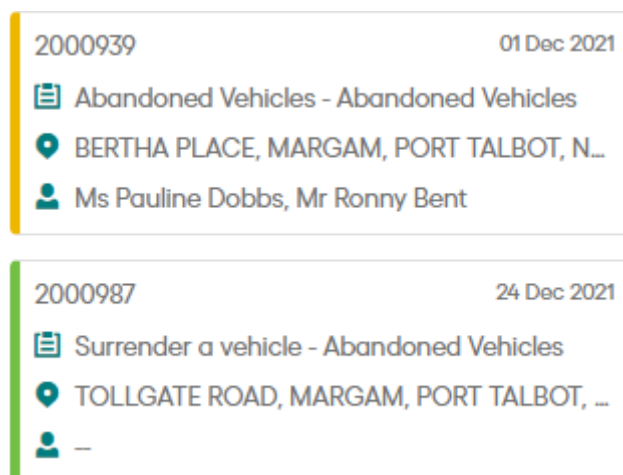 2000939 01 Dec 2021
Abandoned Vehicles - Abandoned Vehicles
BERTHA PLACE, MARGAM, PORT TALBOT, N...
Ms Pauline Dobbs, Mr Ronny Bent
2000987 24 Dec 2021
Surrender a vehicle - Abandoned Vehicles
TOLLGATE ROAD, MARGAM, PORT TALBOT, ...
--